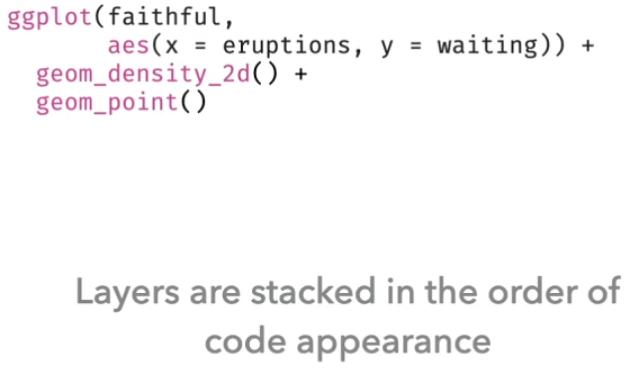 ggplot(faithful,
       aes(x = eruptions, y = waiting)) +
  geom_density_2d() +
  geom_point()
Layers are stacked in the order of
code appearance